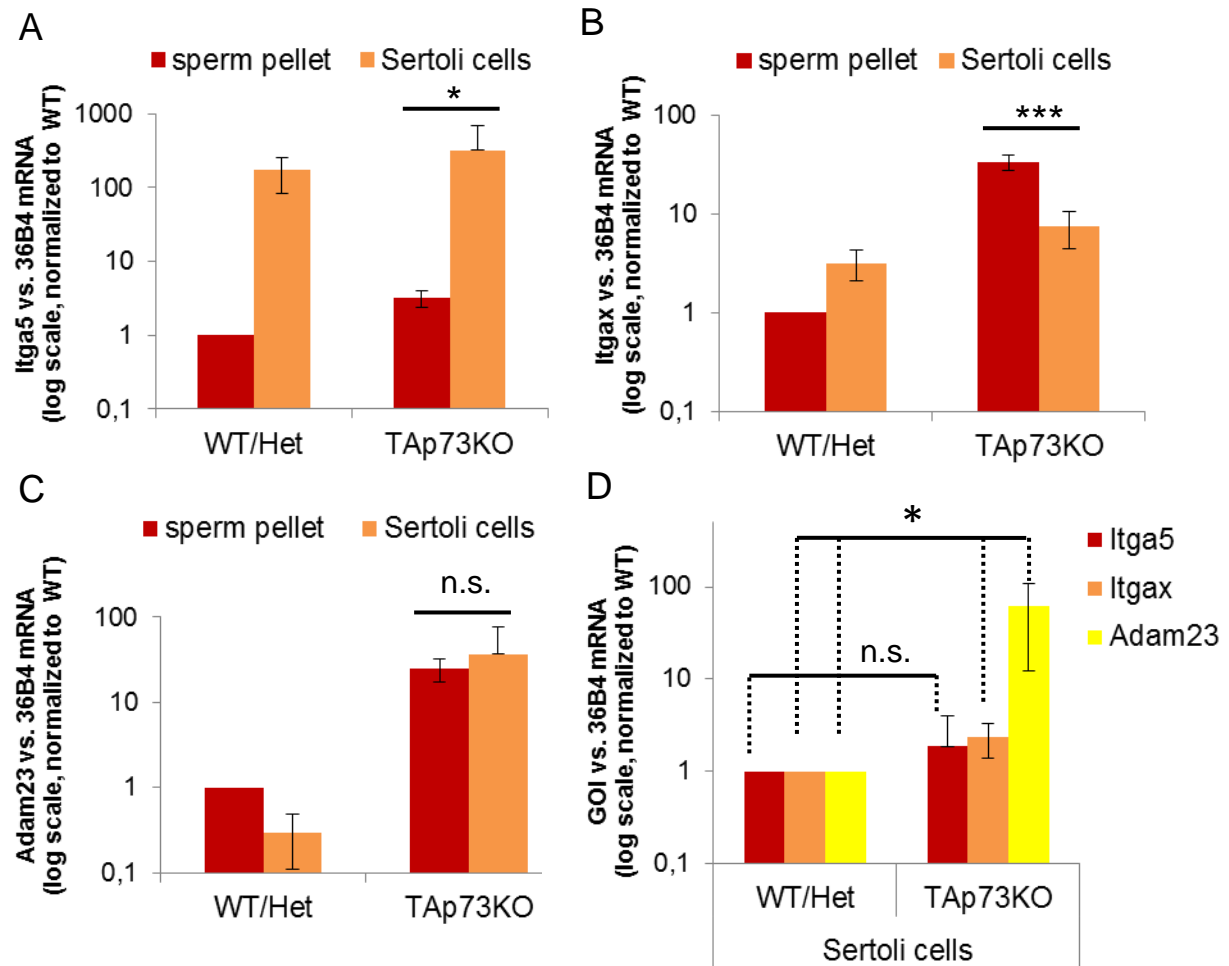 A
sperm pellet Sertoli cells
Itga5 vs. 36B4 mRNA
(log scale, normalized to WT)
1000
100
10
1
0,1
*
WT/Het TAp73KO
B
sperm pellet Sertoli cells
Itgax vs. 36B4 mRNA
(log scale, normalized to WT)
100
10
1
0,1
***
WT/Het TAp73KO
C
sperm pellet Sertoli cells
Adam23 vs. 36B4 mRNA
(log scale, normalized to WT)
100
10
1
0,1
n.s.
WT/Het TAp73KO
D
GOI vs. 36B4 mRNA
(log scale, normalized to WT)
100
10
1
0,1
*
n.s.
Itga5
Itgax
Adam23
WT/Het TAp73KO
Sertoli cells